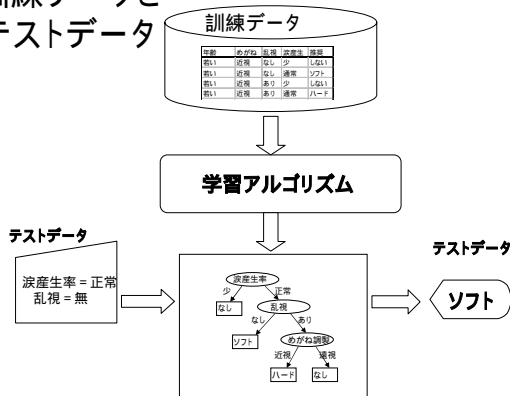 訓練データと
テストデータ
訓練データ
年齢 めがね 乱視 涙産生 推奨
若い 近視 なし 少 しない
若い 近視 なし 通常 ソフト
若い 近視 あり 少 しない
若い 近視 あり 通常 ハード
学習アルゴリズム
テストデータ
涙産生率 = 正常
乱視 = 無
涙産生率
少 正常
なし 乱視
なし あり
ソフト めがね調製
近視 遠視
ハード なし
テストデータ
ソフト